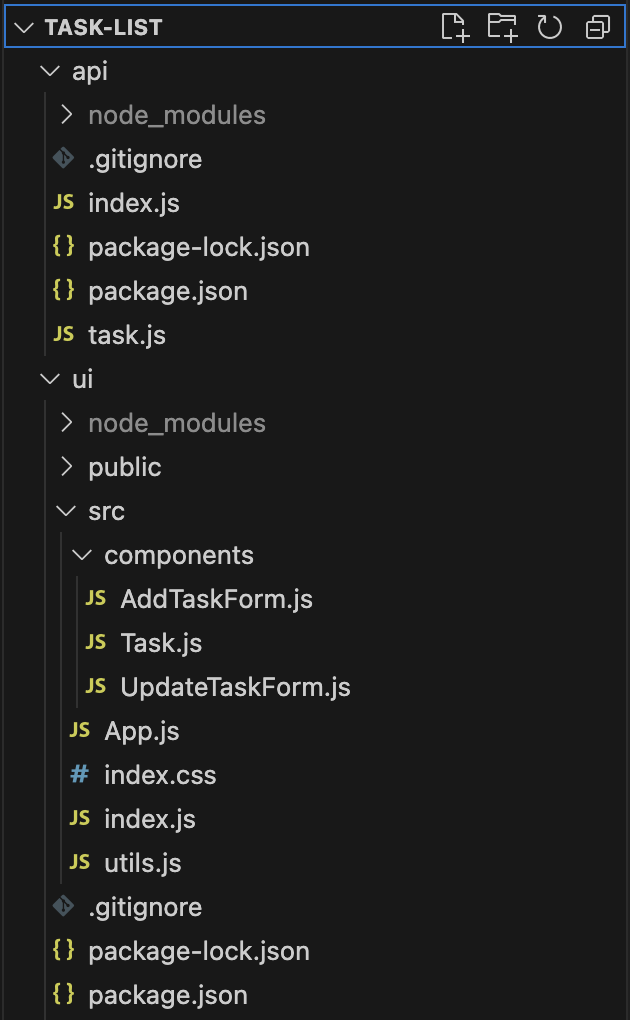 TASK-LIST
api
node_modules
.gitignore
JS index.js
{} package-lock.json
{} package.json
JS task.js
ui
node_modules
public
src
components
JS AddTaskForm.js
JS Task.js
JS UpdateTaskForm.js
JS App.js
# index.css
JS index.js
JS utils.js
.gitignore
{} package-lock.json
{} package.json